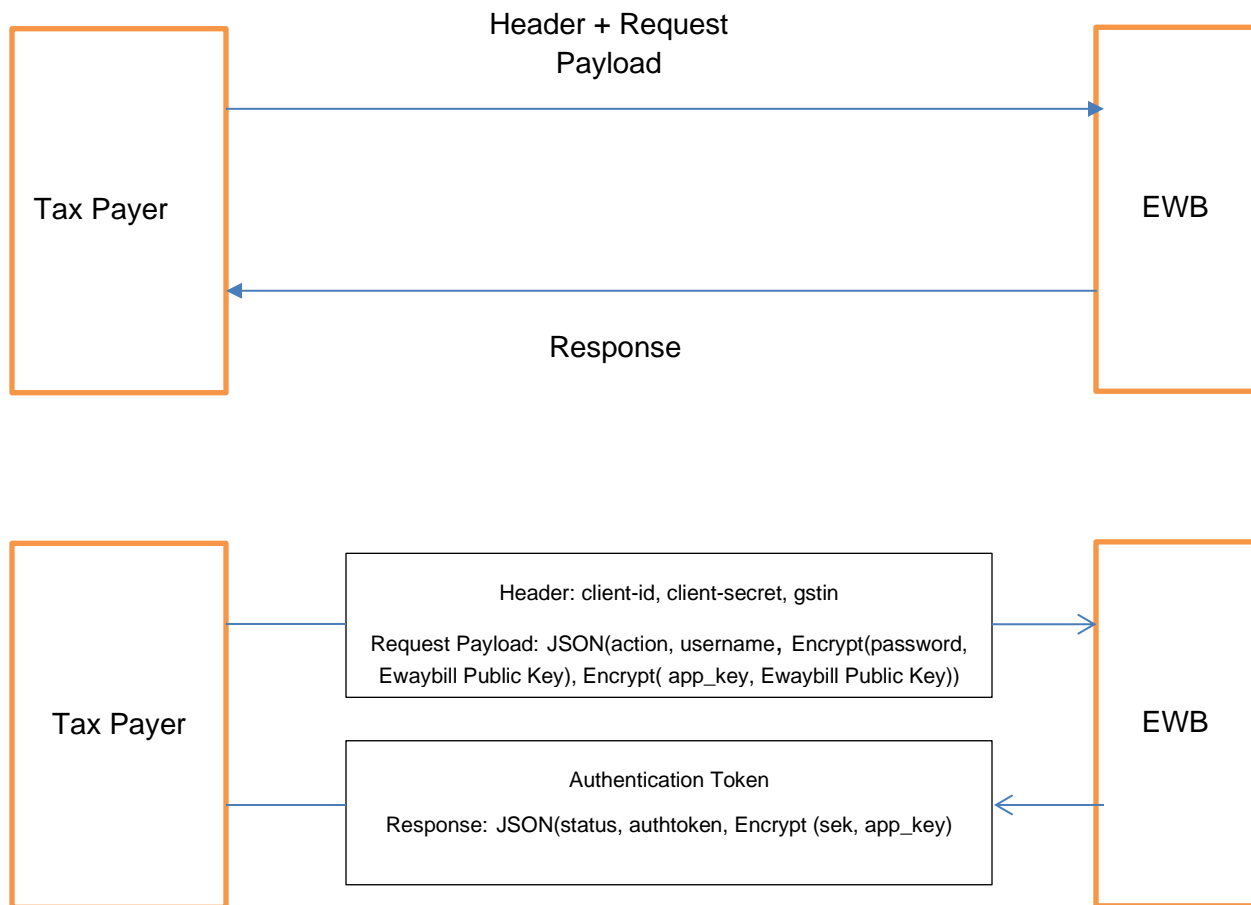 Header + Request
Payload
Tax Payer
EWB
Response
Header: client-id, client-secret, gstin
Request Payload: JSON(action, username, Encrypt(password,
Ewaybill Public Key), Encrypt( app_key, Ewaybill Public Key))
Tax Payer
EWB
Authentication Token
Response: JSON(status, authtoken, Encrypt (sek, app_key)